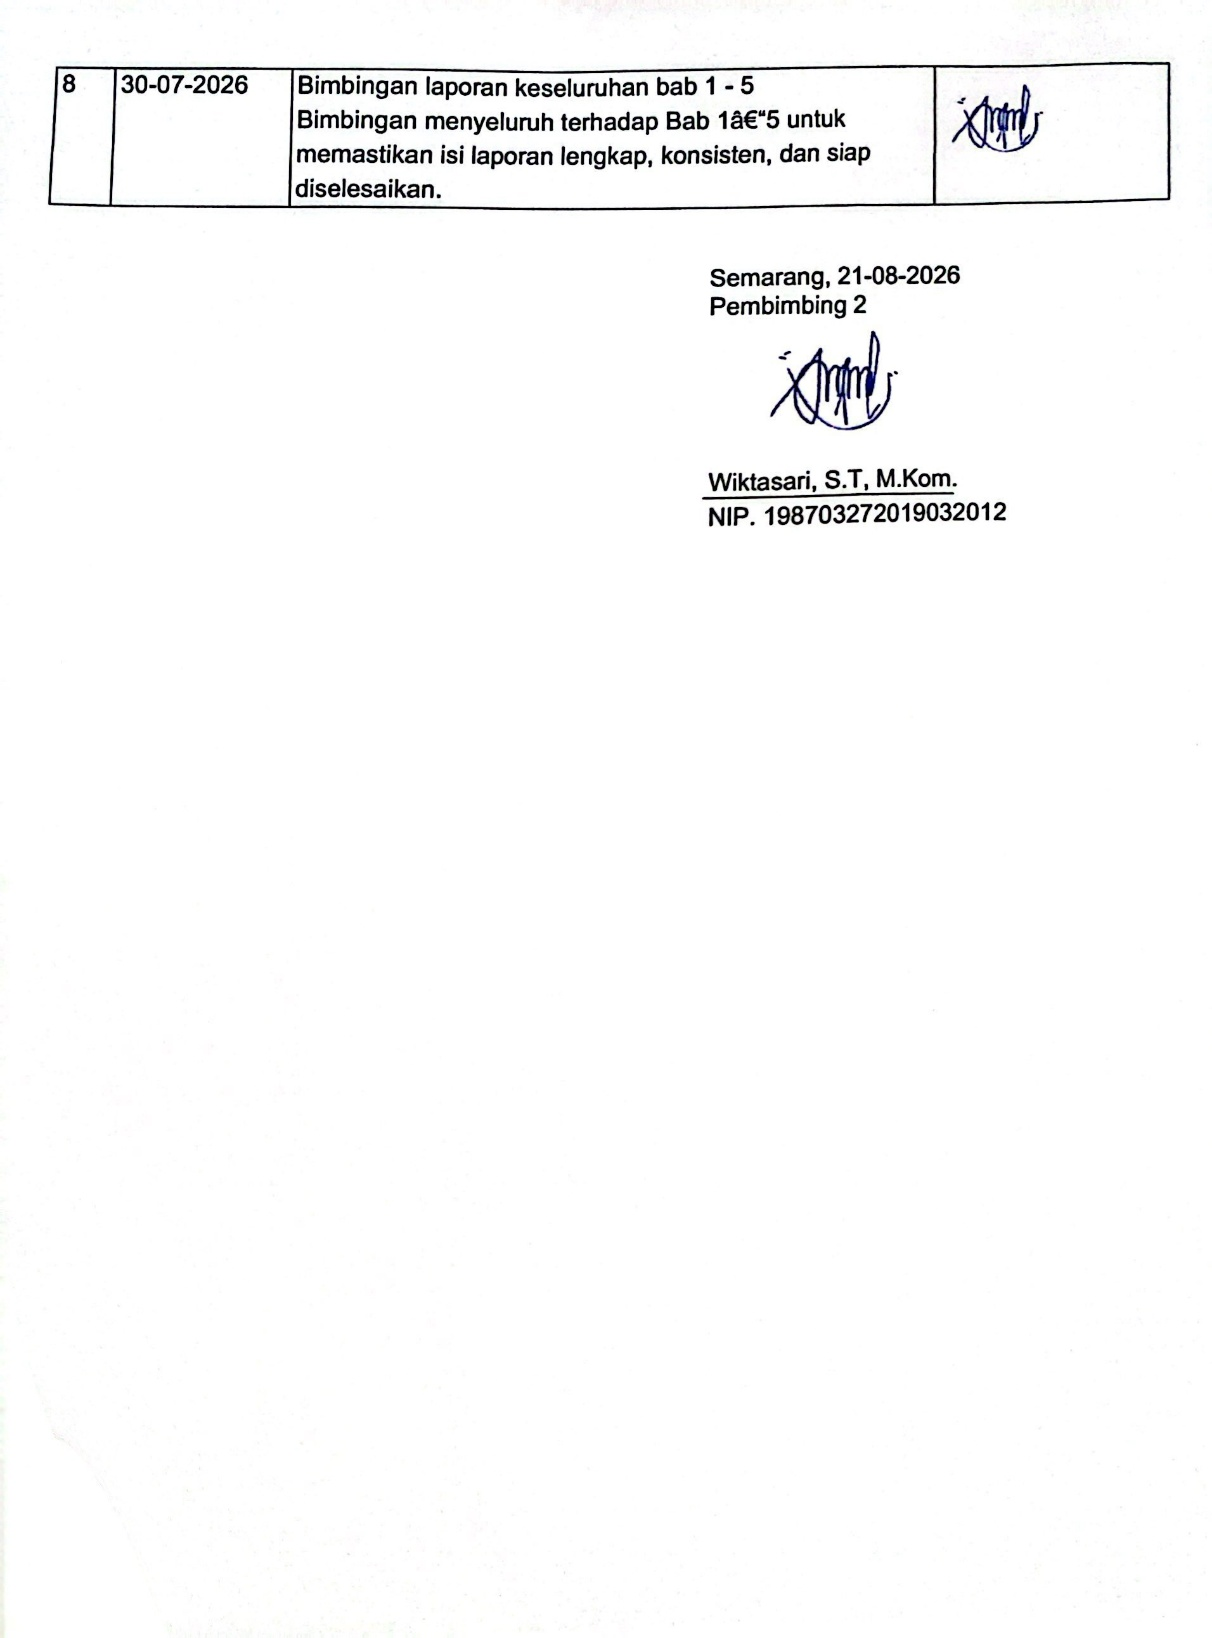 8 30-07-2026 Bimbingan laporan keseluruhan bab 1 - 5
Bimbingan menyeluruh terhadap Bab 1â€“5 untuk
memastikan isi laporan lengkap, konsisten, dan siap
diselesaikan.
Semarang, 21-08-2026
Pembimbing 2
Wiktasari, S.T, M.Kom.
NIP. 198703272019032012